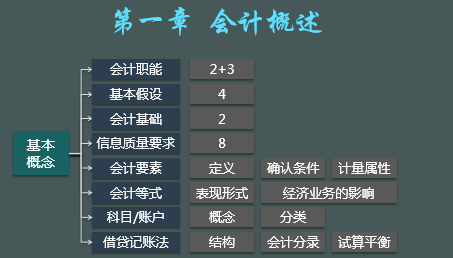 第一章 会计概述
基本
概念
会计职能 2+3
基本假设 4
会计基础 2
信息质量要求 8
会计要素 定义 确认条件 计量属性
会计等式 表现形式 经济业务的影响
科目/账户 概念 分类
借贷记账法 结构 会计分录 试算平衡